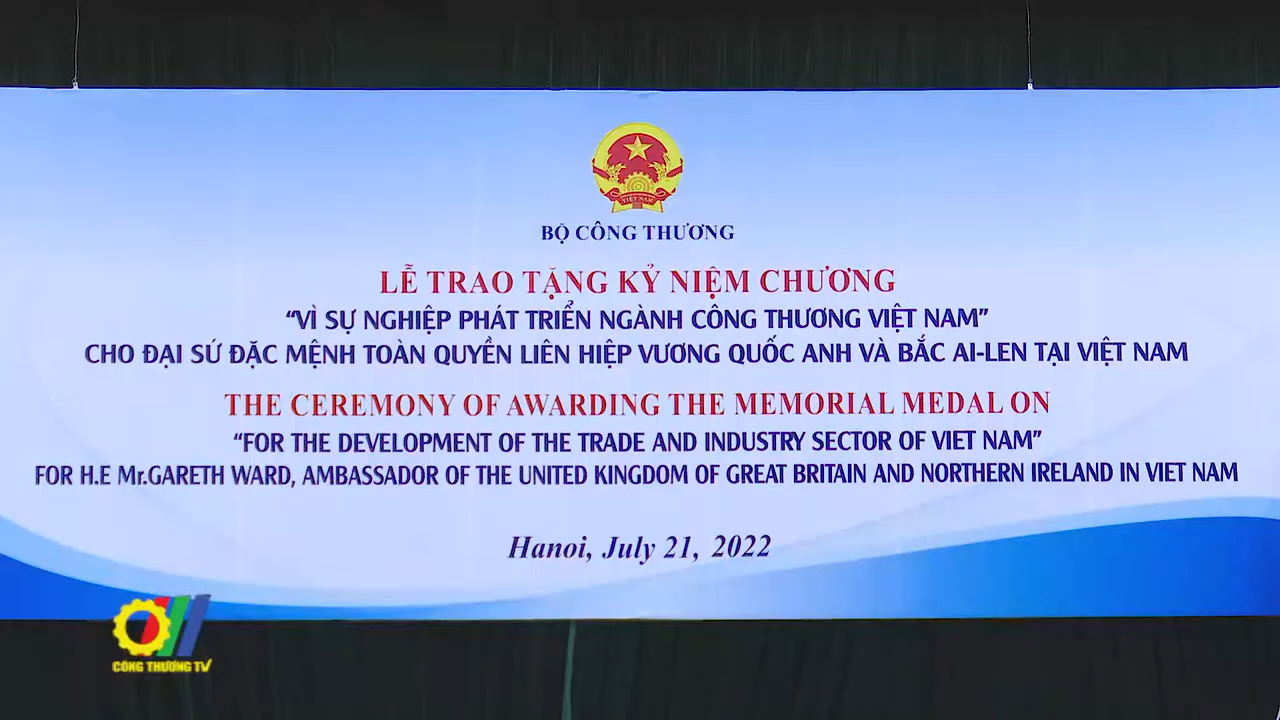 VIỆT NAM
BỘ CÔNG THƯƠNG
LỄ TRAO TẶNG KỶ NIỆM CHƯƠNG
“VÌ SỰ NGHIỆP PHÁT TRIỂN NGÀNH CÔNG THƯƠNG VIỆT NAM”
CHO ĐẠI SỨ ĐẶC MỆNH TOÀN QUYỀN LIÊN HIỆP VƯƠNG QUỐC ANH VÀ BẮC AI-LEN TẠI VIỆT NAM
THE CEREMONY OF AWARDING THE MEMORIAL MEDAL ON
“FOR THE DEVELOPMENT OF THE TRADE AND INDUSTRY SECTOR OF VIET NAM”
FOR H.E Mr.GARETH WARD, AMBASSADOR OF THE UNITED KINGDOM OF GREAT BRITAIN AND NORTHERN IRELAND IN VIET NAM
Hanoi, July 21, 2022
CÔNG THƯƠNG TV